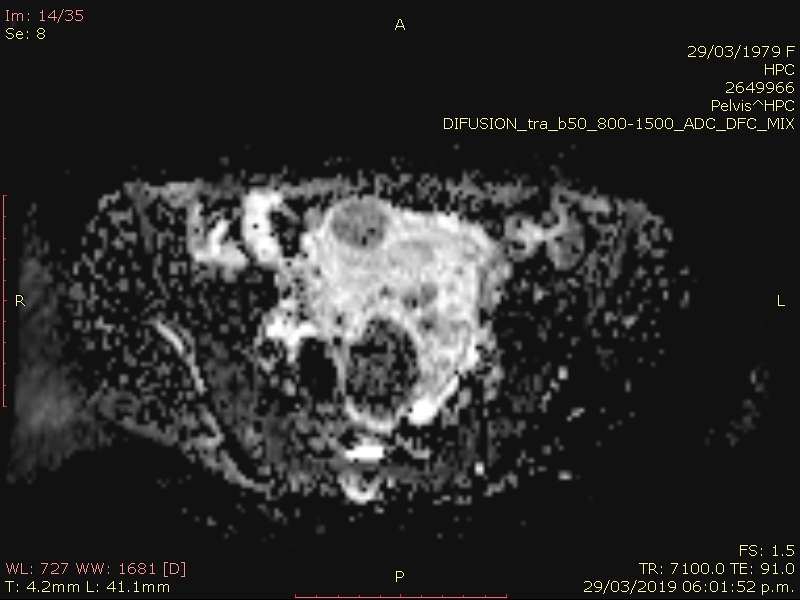 Im: 14/35
Se: 8
A
29/03/1979 F
HPC
2649966
Pelvis^HPC
DIFUSION_tra_b50_800-1500_ADC_DFC_MIX
R
L
WL: 727 WW: 1681 [D]
T: 4.2mm L: 41.1mm
P
FS: 1.5
TR: 7100.0 TE: 91.0
29/03/2019 06:01:52 p.m.